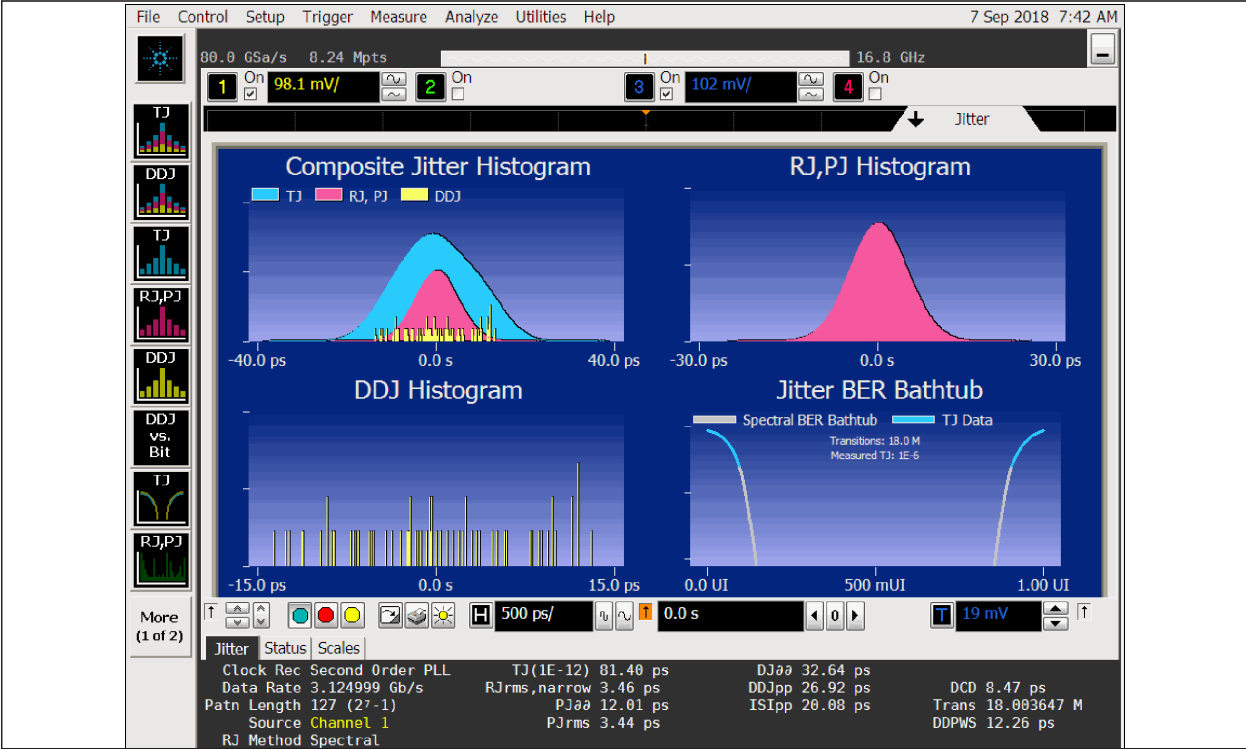 File Control Setup Trigger Measure Analyze Utilities Help 7 Sep 2018 7:42 AM
80.0 GSa/s 8.24 Mpts 16.8 GHz
1 On 98.1 mV/ 2 On 3 On 102 mV/ 4 On
Jitter
TJ
DDJ
TJ
RJ,PJ
DDJ
DDJ
vs.
Bit
TJ
RJ,PJ
More
(1 of 2)
Composite Jitter Histogram
TJ RJ, PJ DDJ
-40.0 ps 0.0 s 40.0 ps
RJ,PJ Histogram
-30.0 ps 0.0 s 30.0 ps
DDJ Histogram
-15.0 ps 0.0 s 15.0 ps
Jitter BER Bathtub
Spectral BER Bathtub TJ Data
Transitions: 18.0 M
Measured TJ: 1E-6
0.0 UI 500 mUI 1.00 UI
H 500 ps/ 0.0 s 0 T 19 mV
Jitter Status Scales
Clock Rec Second Order PLL TJ(1E-12) 81.40 ps DJ∂∂ 32.64 ps
Data Rate 3.124999 Gb/s RJrms,narrow 3.46 ps DDJpp 26.92 ps DCD 8.47 ps
Patn Length 127 (2⁷-1) PJ∂∂ 12.01 ps ISIpp 20.08 ps Trans 18.003647 M
Source Channel 1 PJrms 3.44 ps DDPWS 12.26 ps
RJ Method Spectral